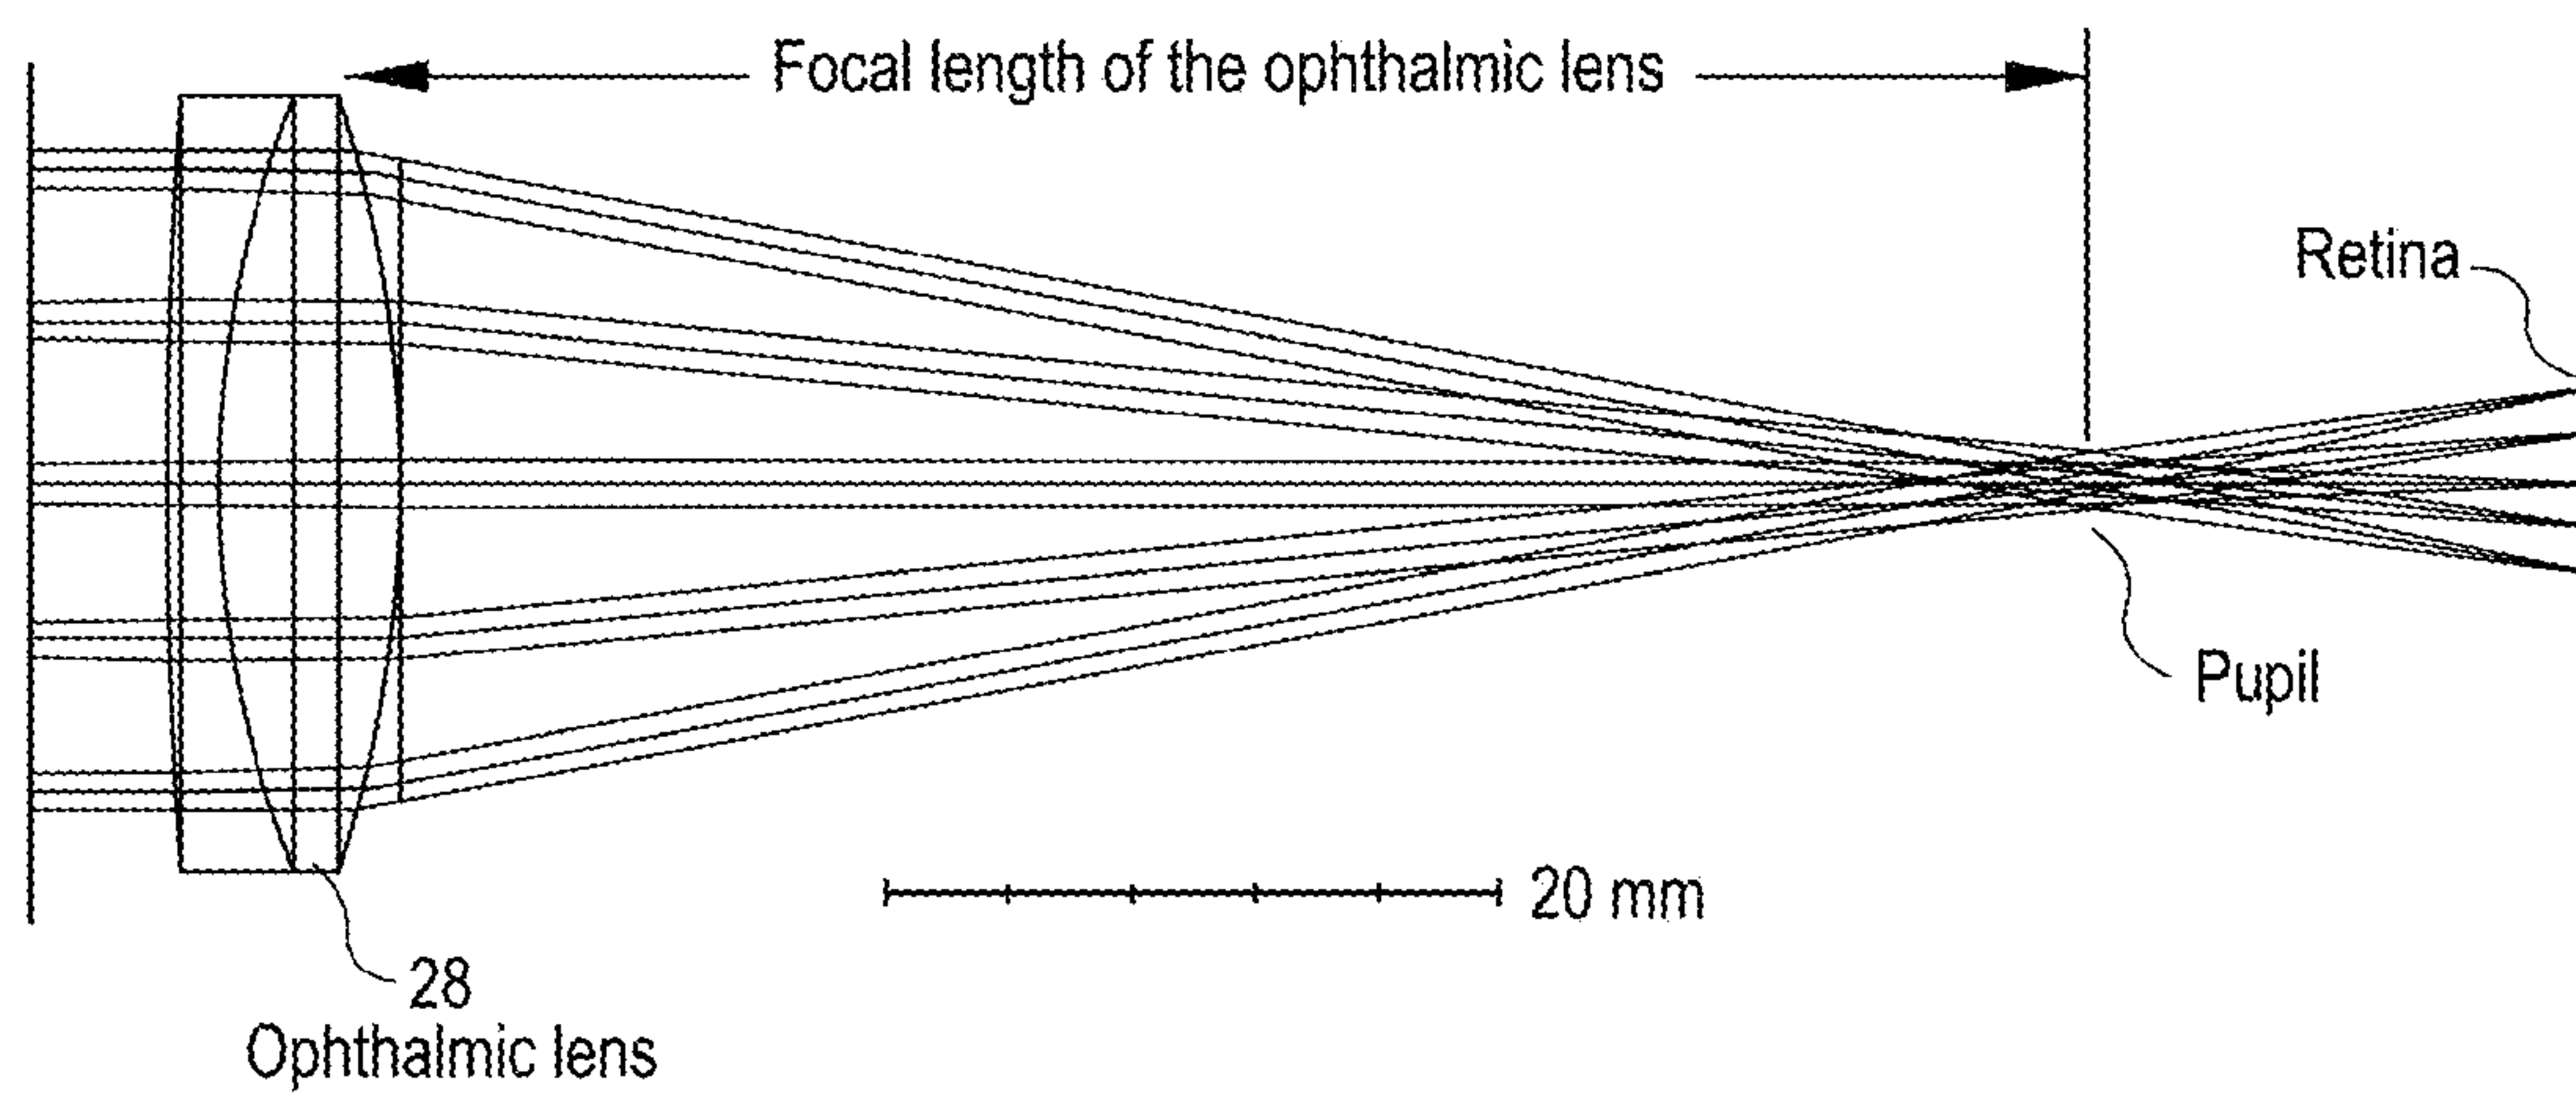 Focal length of the ophthalmic lens
Retina
Pupil
20 mm
28
Ophthalmic lens